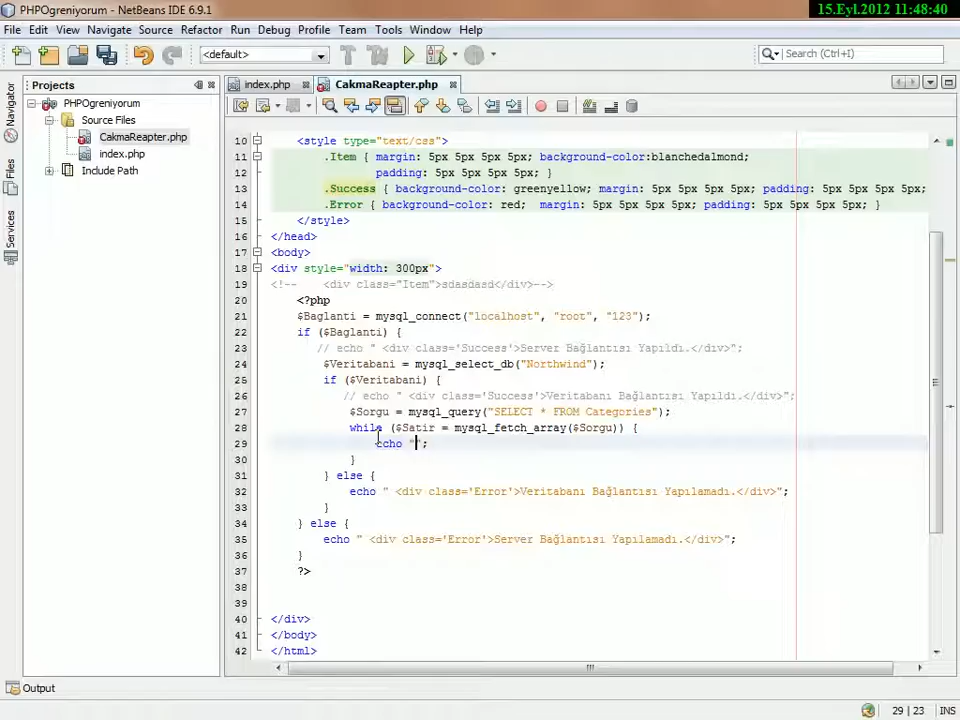 PHPOgreniyorum - NetBeans IDE 6.9.1
15.Eyl.2012 11:48:40
File Edit View Navigate Source Refactor Run Debug Profile Team Tools Window Help
<default>
Search (Ctrl+I)
Projects
index.php
CakmaReapter.php
PHPOgreniyorum
Source Files
CakmaReapter.php
index.php
Include Path
Navigator
Files
Services
10 <style type="text/css">
11 .Item { margin: 5px 5px 5px 5px; background-color:blanchedalmond;
12 padding: 5px 5px 5px 5px; }
13 .Success { background-color: greenyellow; margin: 5px 5px 5px 5px; padding: 5px 5px 5px 5px;
14 .Error { background-color: red;  margin: 5px 5px 5px 5px; padding: 5px 5px 5px 5px; }
15 </style>
16 </head>
17 <body>
18 <div style="width: 300px">
19 <!--    <div class="Item">sdasdasd</div>-->
20 <?php
21 $Baglanti = mysql_connect("localhost", "root", "123");
22 if ($Baglanti) {
23 // echo " <div class='Success'>Server Bağlantısı Yapıldı.</div>";
24 $Veritabani = mysql_select_db("Northwind");
25 if ($Veritabani) {
26 // echo " <div class='Success'>Veritabanı Bağlantısı Yapıldı.</div>";
27 $Sorgu = mysql_query("SELECT * FROM Categories");
28 while ($Satir = mysql_fetch_array($Sorgu)) {
29 echo "";
30 }
31 } else {
32 echo " <div class='Error'>Veritabanı Bağlantısı Yapılamadı.</div>";
33 }
34 } else {
35 echo " <div class='Error'>Server Bağlantısı Yapılamadı.</div>";
36 }
37 ?>
38
39
40 </div>
41 </body>
42 </html>
Output
29 | 23 INS